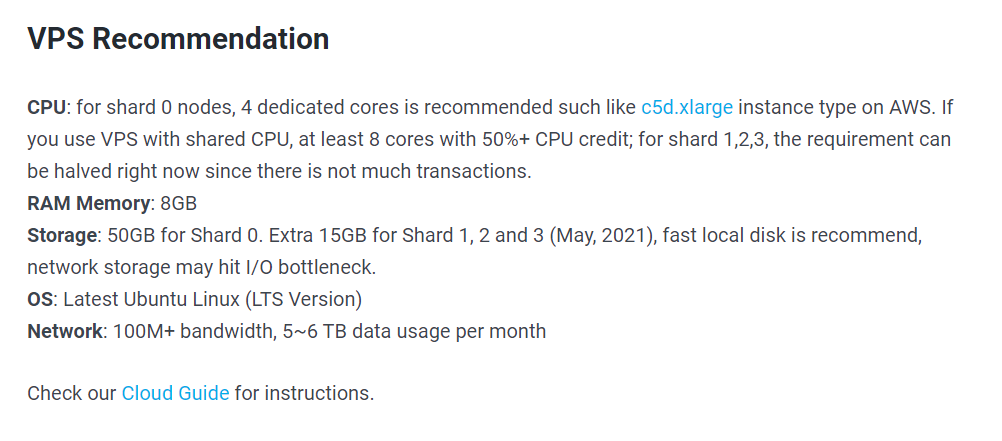 VPS Recommendation
CPU: for shard 0 nodes, 4 dedicated cores is recommended such like c5d.xlarge instance type on AWS. If
you use VPS with shared CPU, at least 8 cores with 50%+ CPU credit; for shard 1,2,3, the requirement can
be halved right now since there is not much transactions.
RAM Memory: 8GB
Storage: 50GB for Shard 0. Extra 15GB for Shard 1, 2 and 3 (May, 2021), fast local disk is recommend,
network storage may hit I/O bottleneck.
OS: Latest Ubuntu Linux (LTS Version)
Network: 100M+ bandwidth, 5~6 TB data usage per month
Check our Cloud Guide for instructions.